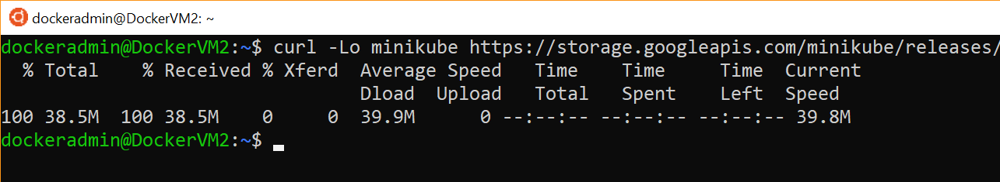 dockeradmin@DockerVM2: ~
dockeradmin@DockerVM2:~$ curl -Lo minikube https://storage.googleapis.com/minikube/releases/
% Total % Received % Xferd Average Speed Time Time Time Current
Dload Upload Total Spent Left Speed
100 38.5M 100 38.5M 0 0 39.9M 0 --:--:-- --:--:-- --:--:-- 39.8M
dockeradmin@DockerVM2:~$